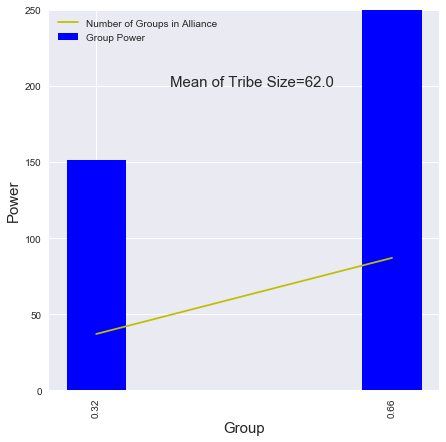 250
Number of Groups in Alliance
Group Power
Mean of Tribe Size=62.0
200
150
Power
100
50
0
0.32
0.66
Group